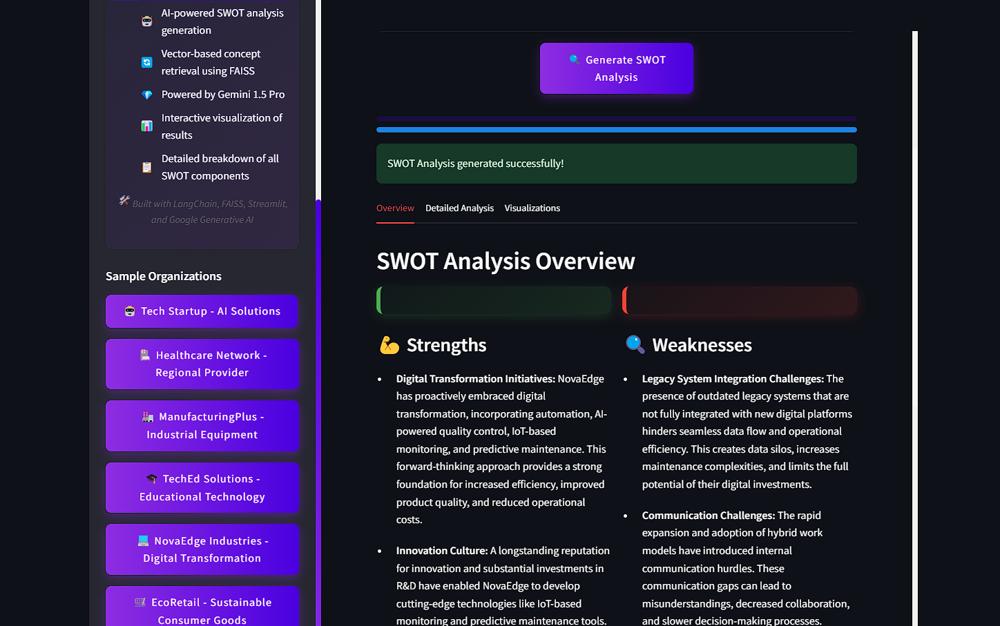 AI-powered SWOT analysis
generation
Vector-based concept
retrieval using FAISS
Powered by Gemini 1.5 Pro
Interactive visualization of
results
Detailed breakdown of all
SWOT components
Built with LangChain, FAISS, Streamlit,
and Google Generative AI
Sample Organizations
Tech Startup - AI Solutions
Healthcare Network -
Regional Provider
ManufacturingPlus -
Industrial Equipment
TechEd Solutions -
Educational Technology
NovaEdge Industries -
Digital Transformation
EcoRetail - Sustainable
Consumer Goods
Generate SWOT
Analysis
SWOT Analysis generated successfully!
Overview Detailed Analysis Visualizations
SWOT Analysis Overview
Strengths
Digital Transformation Initiatives: NovaEdge
has proactively embraced digital
transformation, incorporating automation, AI-
powered quality control, IoT-based
monitoring, and predictive maintenance. This
forward-thinking approach provides a strong
foundation for increased efficiency, improved
product quality, and reduced operational
costs.
Innovation Culture: A longstanding reputation
for innovation and substantial investments in
R&D have enabled NovaEdge to develop
cutting-edge technologies like IoT-based
monitoring and predictive maintenance tools.
Weaknesses
Legacy System Integration Challenges: The
presence of outdated legacy systems that are
not fully integrated with new digital platforms
hinders seamless data flow and operational
efficiency. This creates data silos, increases
maintenance complexities, and limits the full
potential of their digital investments.
Communication Challenges: The rapid
expansion and adoption of hybrid work
models have introduced internal
communication hurdles. These
communication gaps can lead to
misunderstandings, decreased collaboration,
and slower decision-making processes.